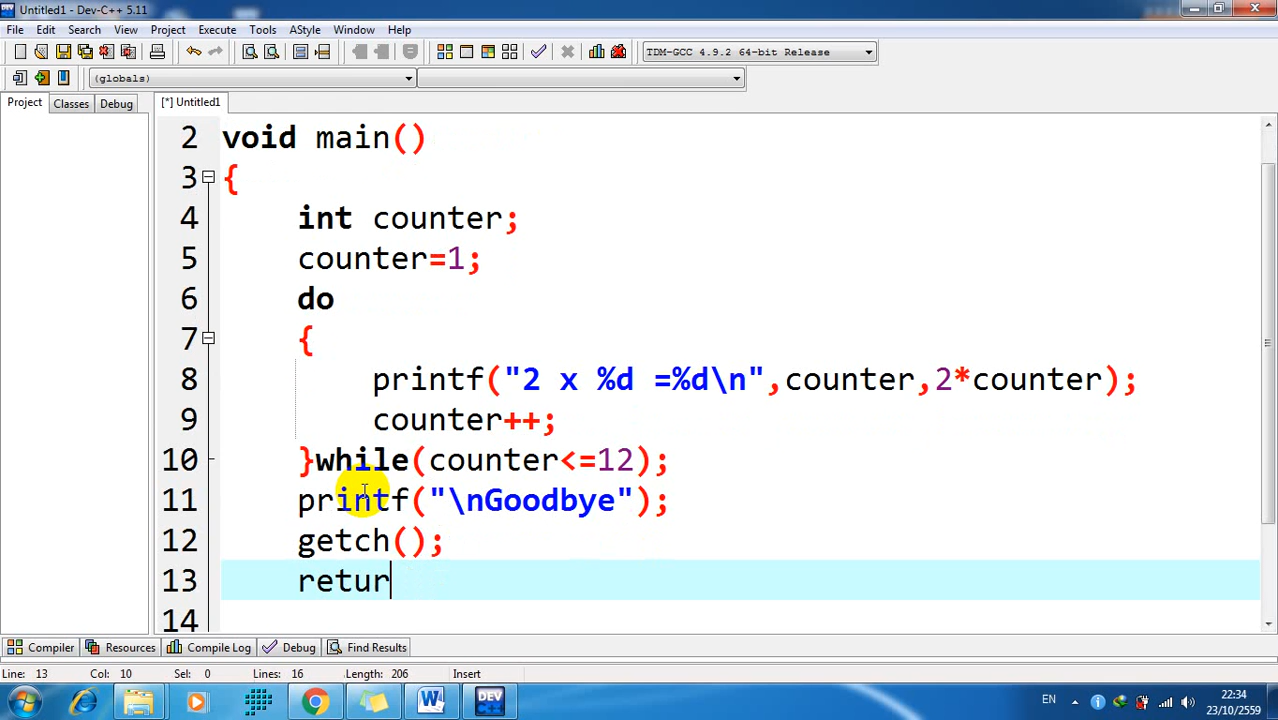 Untitled1 - Dev-C++ 5.11
File Edit Search View Project Execute Tools AStyle Window Help
TDM-GCC 4.9.2 64-bit Release
(globals)
Project Classes Debug [*] Untitled1
2 void main()
3 {
4 int counter;
5 counter=1;
6 do
7 {
8 printf("2 x %d =%d\n",counter,2*counter);
9 counter++;
10 }while(counter<=12);
11 printf("\nGoodbye");
12 getch();
13 retur
14
Compiler Resources Compile Log Debug Find Results
Line: 13 Col: 10 Sel: 0 Lines: 16 Length: 206 Insert
EN 22:34
23/10/2559